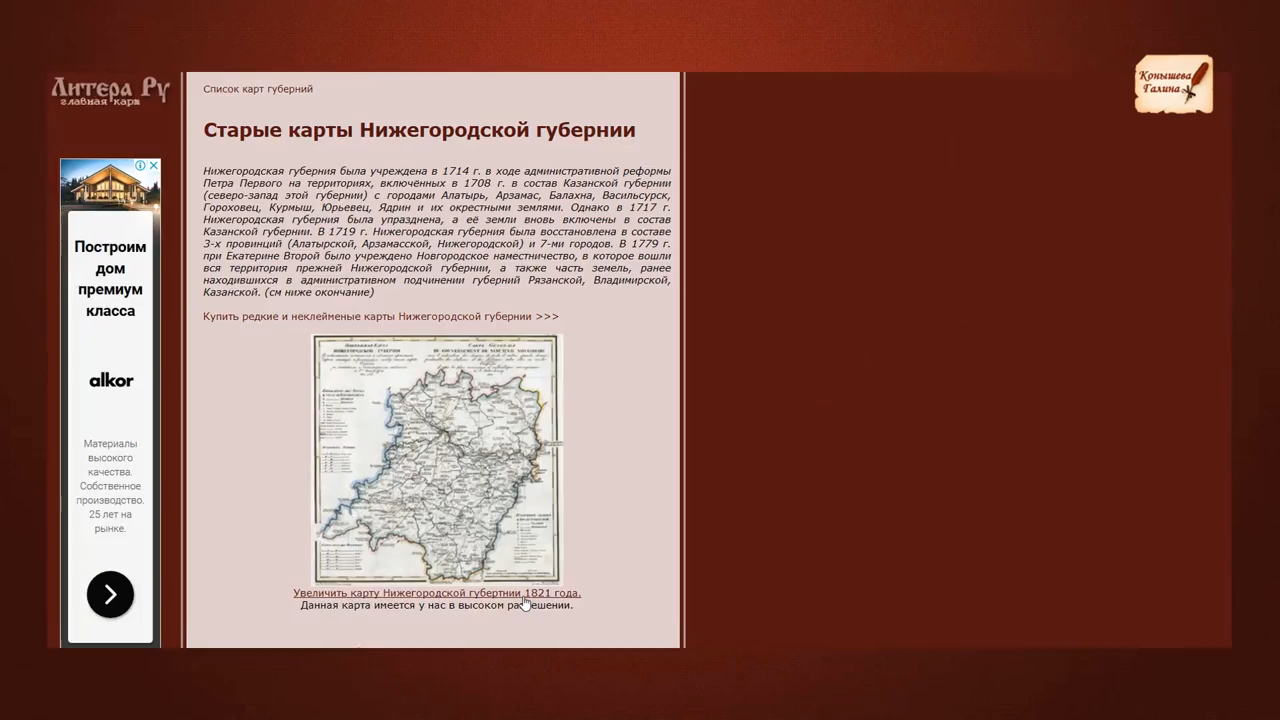 Литера Ру
главная карт
Конышева
Галина
Список карт губерний
Старые карты Нижегородской губернии
Нижегородская губерния была учреждена в 1714 г. в ходе административной реформы
Петра Первого на территориях, включённых в 1708 г. в состав Казанской губернии
(северо-запад этой губернии) с городами Алатырь, Арзамас, Балахна, Васильсурск,
Гороховец, Курмыш, Юрьевец, Ядрин и их окрестными землями. Однако в 1717 г.
Нижегородская губерния была упразднена, а её земли вновь включены в состав
Казанской губернии. В 1719 г. Нижегородская губерния была восстановлена в составе
3-х провинций (Алатырской, Арзамасской, Нижегородской) и 7-ми городов. В 1779 г.
при Екатерине Второй было учреждено Новгородское наместничество, в которое вошли
вся территория прежней Нижегородской губернии, а также часть земель, ранее
находившихся в административном подчинении губерний Рязанской, Владимирской,
Казанской. (см ниже окончание)
Купить редкие и неклейменые карты Нижегородской губернии >>>
Увеличить карту Нижегородской губертнии 1821 года.
Данная карта имеется у нас в высоком
Построим
дом
премиум
класса
alkor
Материалы
высокого
качества.
Собственное
производство.
25 лет на
рынке.